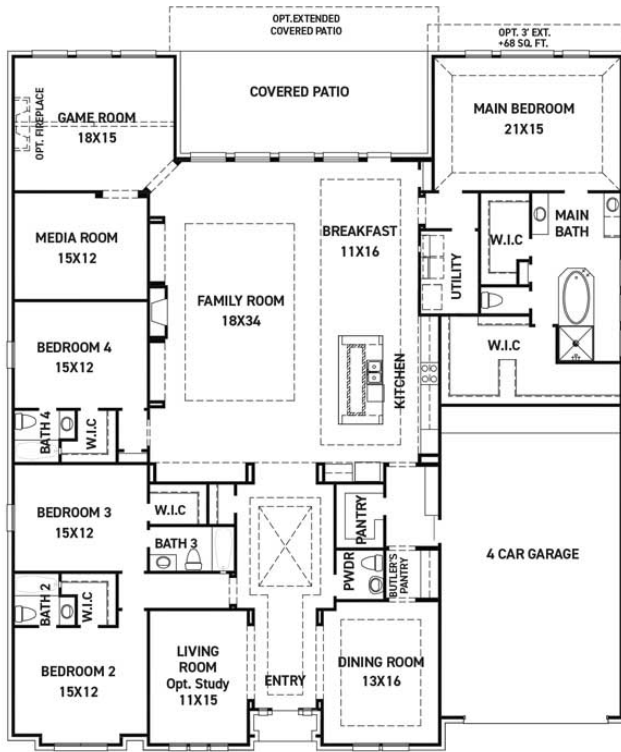 OPT.EXTENDED
COVERED PATIO
OPT. 3' EXT.
+68 SQ. FT.
COVERED PATIO
GAME ROOM
18X15
OPT. FIREPLACE
MAIN BEDROOM
21X15
MEDIA ROOM
15X12
BREAKFAST
11X16
W.I.C
MAIN
BATH
UTILITY
FAMILY ROOM
18X34
BEDROOM 4
15X12
W.I.C
KITCHEN
BATH 4
W.I.C
BEDROOM 3
15X12
W.I.C
BATH 3
PANTRY
4 CAR GARAGE
PWDR
BUTLER'S
PANTRY
BATH 2
W.I.C
BEDROOM 2
15X12
LIVING
ROOM
Opt. Study
11X15
ENTRY
DINING ROOM
13X16